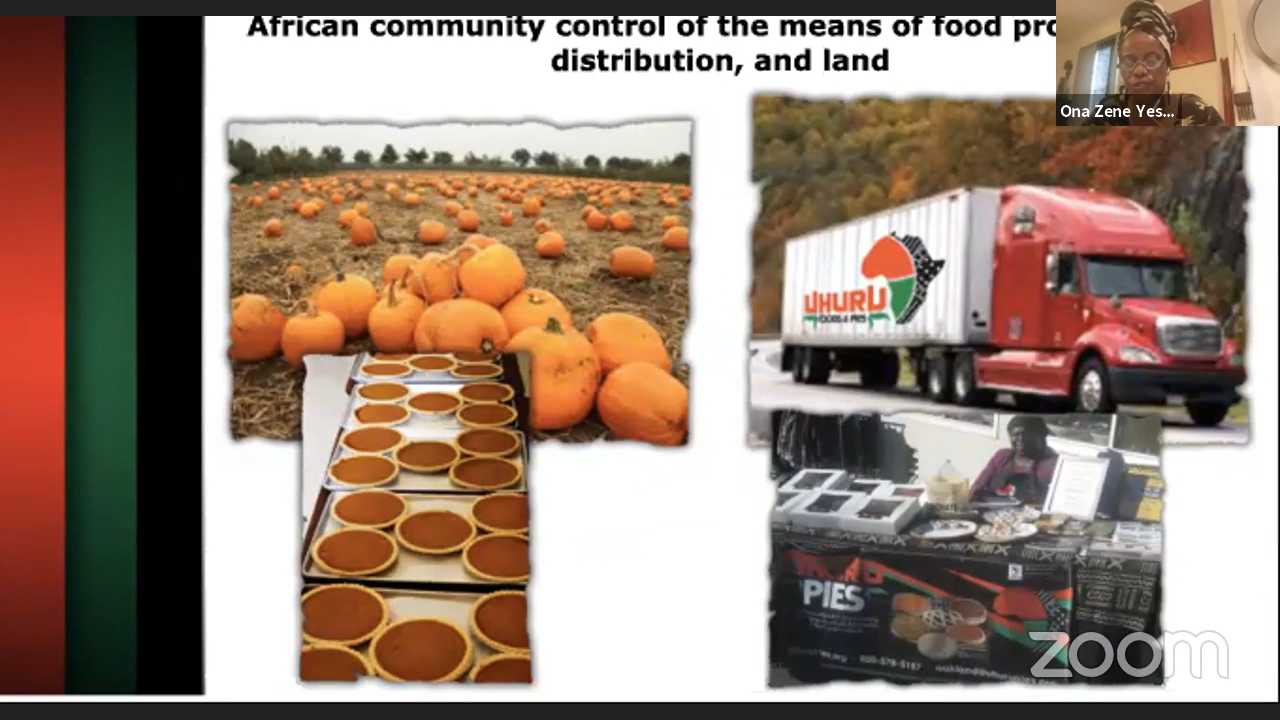 African community control of the means of food pro
distribution, and land
Ona Zene Yes...
UHURU
FOODS & PIES
PIES
zoom